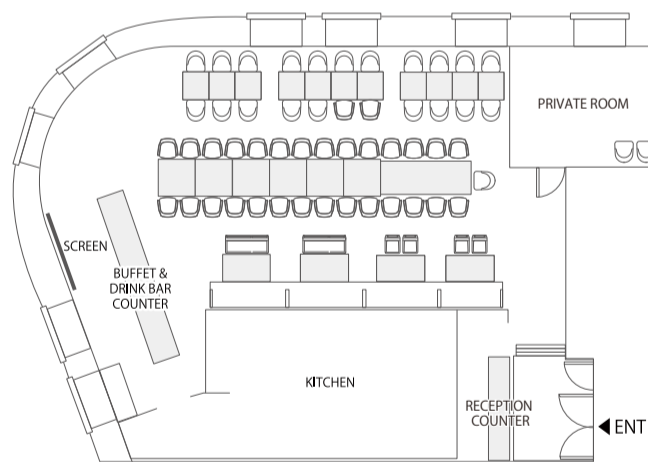 PRIVATE ROOM
SCREEN
BUFFET &
DRINK BAR
COUNTER
KITCHEN
RECEPTION
COUNTER
ENT